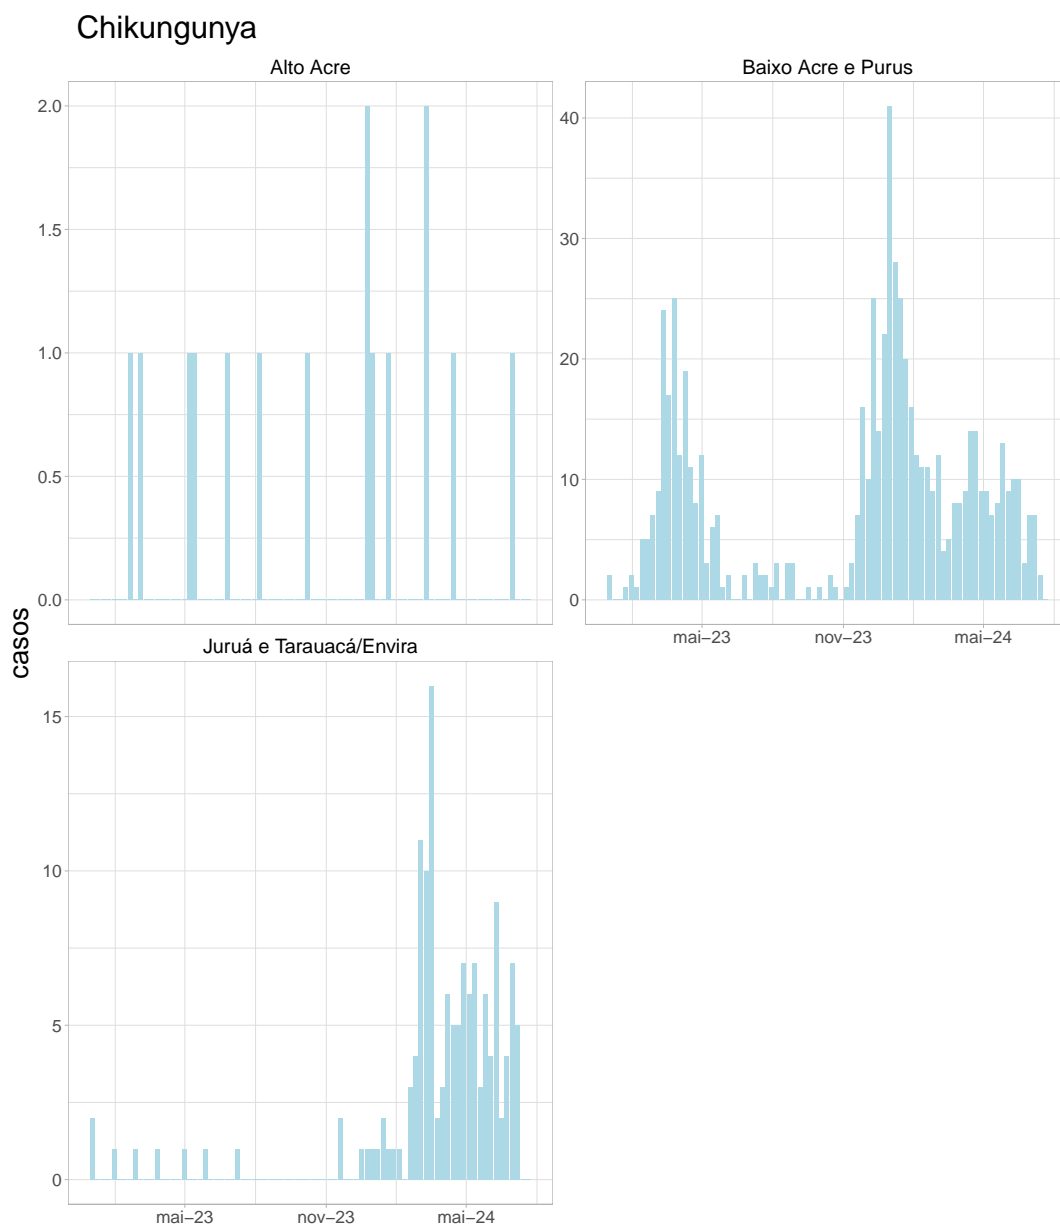 Chikungunya
Alto Acre
2.0
1.5
1.0
0.5
0.0
Baixo Acre e Purus
40
30
20
10
0
mai–23 nov–23 mai–24
casos
Juruá e Tarauacá/Envira
15
10
5
0
mai–23 nov–23 mai–24